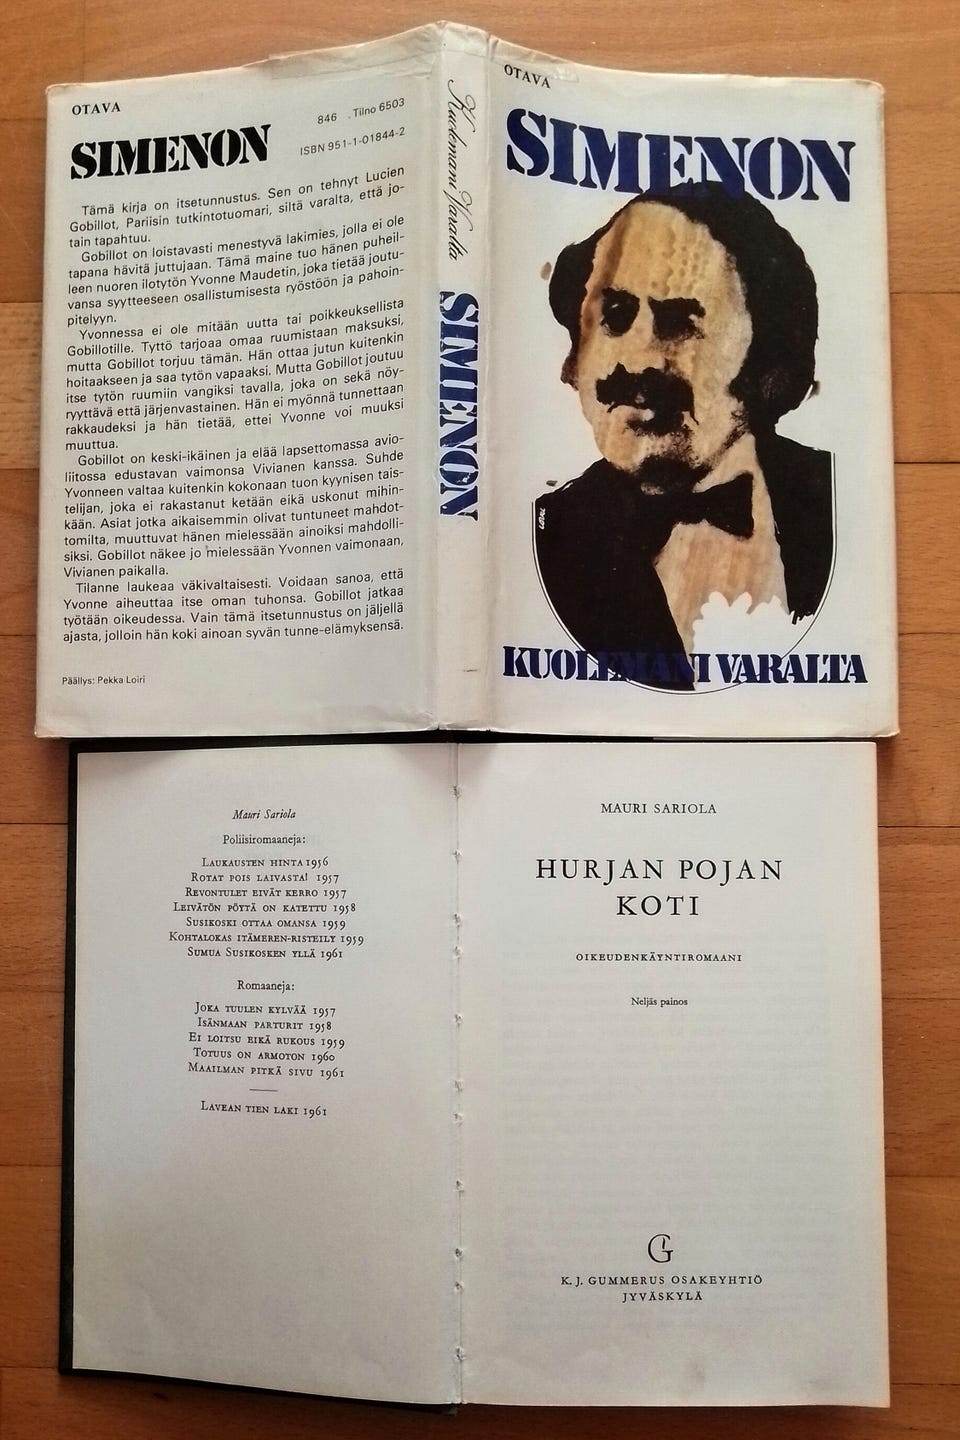 OTAVA
SIMENON
846 . Tilno 6503
ISBN 951-1-01844-2
Tämä kirja on itsetunnustus. Sen on tehnyt Lucien
Gobillot, Pariisin tutkintotuomari, siltä varalta, että jo-
tain tapahtuu.
Gobillot on loistavasti menestyvä lakimies, jolla ei ole
tapana hävitä juttujaan. Tämä maine tuo hänen puheil-
leen nuoren ilotytön Yvonne Maudetin, joka tietää joutu-
vansa syytteeseen osallistumisesta ryöstöön ja pahoin-
pitelyyn.
Yvonnessa ei ole mitään uutta tai poikkeuksellista
Gobillotille. Tyttö tarjoaa omaa ruumistaan maksuksi,
mutta Gobillot torjuu tämän. Hän ottaa jutun kuitenkin
hoitaakseen ja saa tytön vapaaksi. Mutta Gobillot joutuu
itse tytön ruumiin vangiksi tavalla, joka on sekä nöy-
ryyttävä että järjenvastainen. Hän ei myönnä tunnettaan
rakkaudeksi ja hän tietää, ettei Yvonne voi muuksi
muuttua.
Gobillot on keski-ikäinen ja elää lapsettomassa avio-
liitossa edustavan vaimonsa Vivianen kanssa. Suhde
Yvonneen valtaa kuitenkin kokonaan tuon kyynisen tais-
telijan, joka ei rakastanut ketään eikä uskonut mihin-
kään. Asiat jotka aikaisemmin olivat tuntuneet mahdot-
tomilta, muuttuvat hänen mielessään ainoiksi mahdolli-
siksi. Gobillot näkee jo mielessään Yvonnen vaimonaan,
Vivianen paikalla.
Tilanne laukeaa väkivaltaisesti. Voidaan sanoa, että
Yvonne aiheuttaa itse oman tuhonsa. Gobillot jatkaa
työtään oikeudessa. Vain tämä itsetunnustus on jäljellä
ajasta, jolloin hän koki ainoan syvän tunne-elämyksensä.
Päällys: Pekka Loiri
Kuolemani Varalta
SIMENON
OTAVA
SIMENON
LOIRI
KUOLEMANI VARALTA
Mauri Sariola
Poliisiromaaneja:
LAUKAUSTEN HINTA 1956
ROTAT POIS LAIVASTA! 1957
REVONTULET EIVÄT KERRO 1957
LEIVÄTÖN PÖYTÄ ON KATETTU 1958
SUSIKOSKI OTTAA OMANSA 1959
KOHTALOKAS ITÄMEREN-RISTEILY 1959
SUMUA SUSIKOSKEN YLLÄ 1961
Romaaneja:
JOKA TUULEN KYLVÄÄ 1957
ISÄNMAAN PARTURIT 1958
EI LOITSU EIKÄ RUKOUS 1959
TOTUUS ON ARMOTON 1960
MAAILMAN PITKÄ SIVU 1961
LAVEAN TIEN LAKI 1961
MAURI SARIOLA
HURJAN POJAN
KOTI
OIKEUDENKÄYNTIROMAANI
Neljäs painos
G
K. J. GUMMERUS OSAKEYHTIÖ
JYVÄSKYLÄ